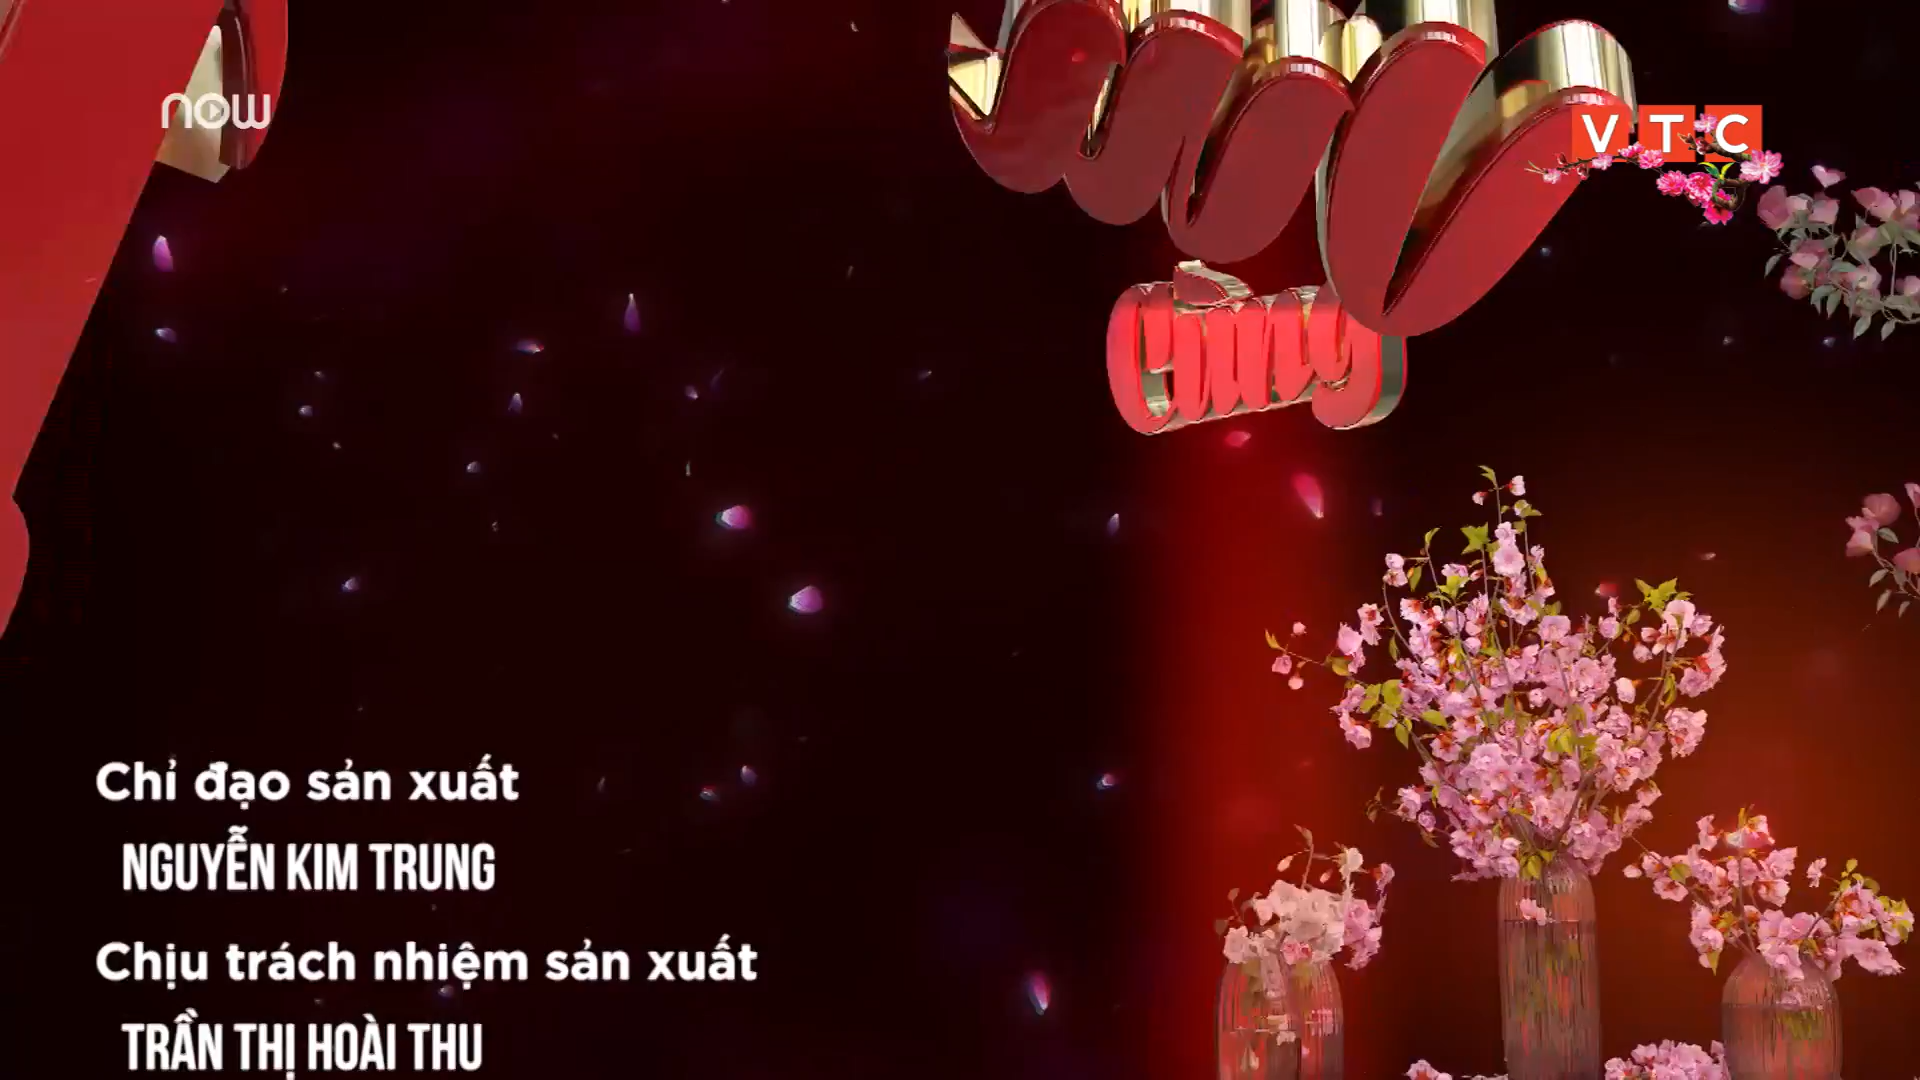 now
VTC
Cùng
Chỉ đạo sản xuất
NGUYỄN KIM TRUNG
Chịu trách nhiệm sản xuất
TRẦN THỊ HOÀI THU